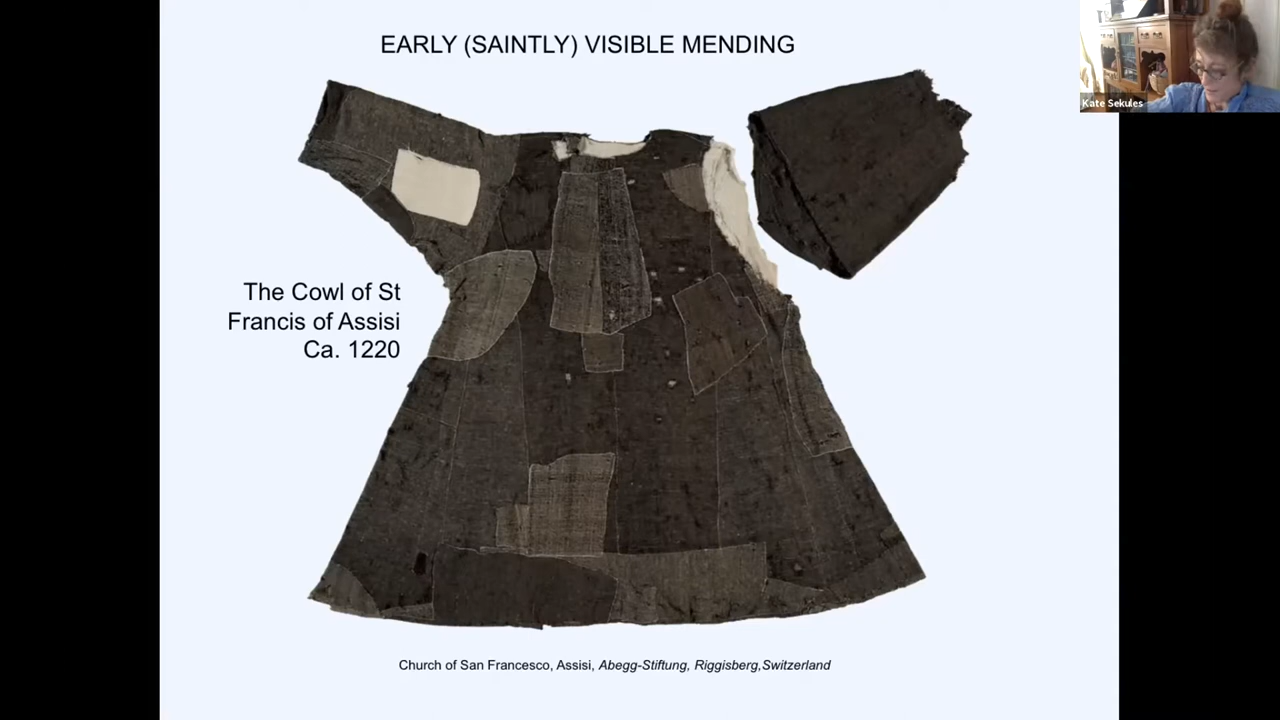 EARLY (SAINTLY) VISIBLE MENDING
Kate Sekules
The Cowl of St
Francis of Assisi
Ca. 1220
Church of San Francesco, Assisi, Abegg-Stiftung, Riggisberg,Switzerland